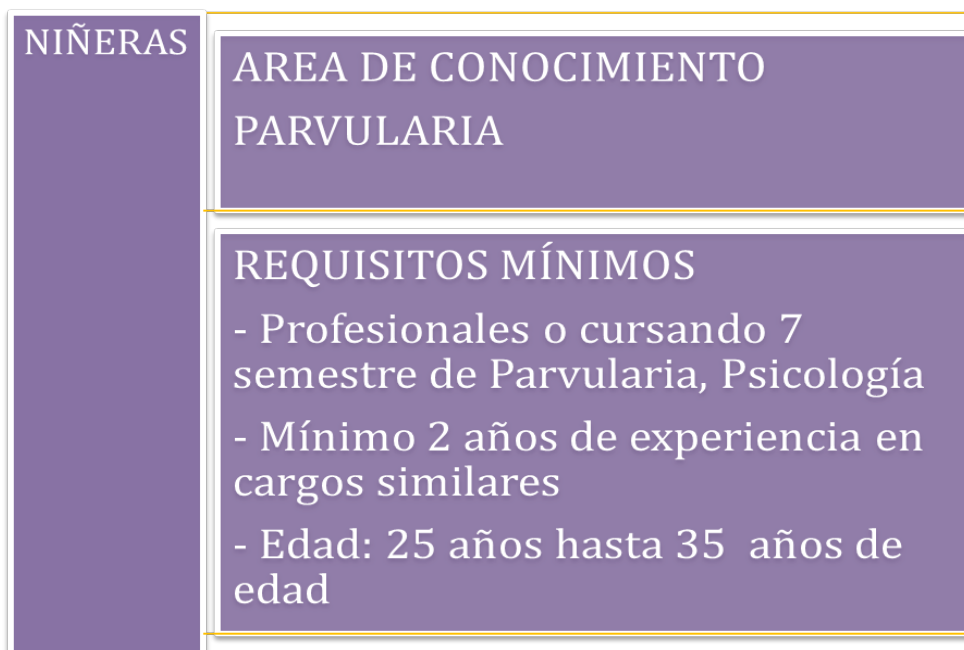 NIÑERAS
AREA DE CONOCIMIENTO
PARVULARIA
REQUISITOS MÍNIMOS
- Profesionales o cursando 7
semestre de Parvularia, Psicología
- Mínimo 2 años de experiencia en
cargos similares
- Edad: 25 años hasta 35  años de
edad